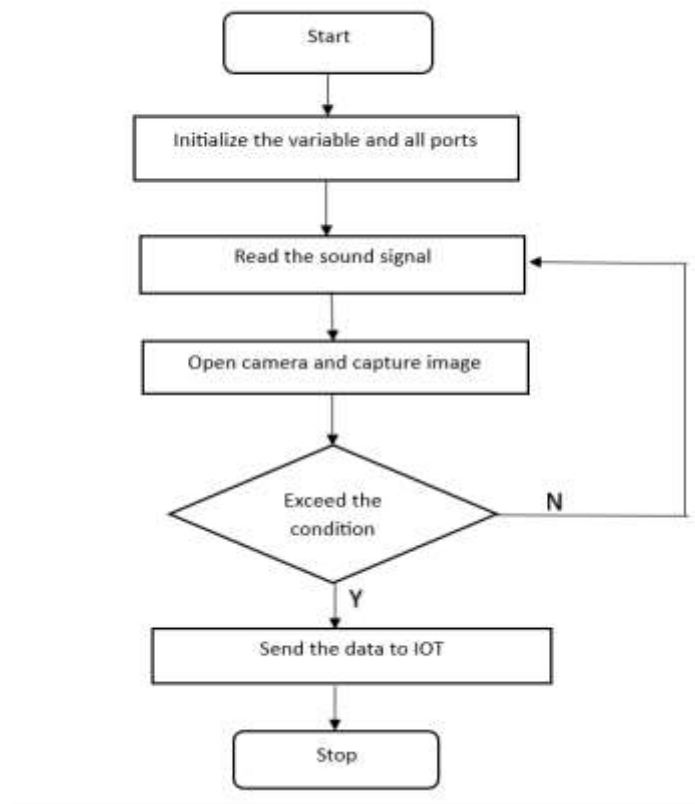 Start
Initialize the variable and all ports
Read the sound signal
Open camera and capture image
Exceed the
condition
N
Y
Send the data to IOT
Stop